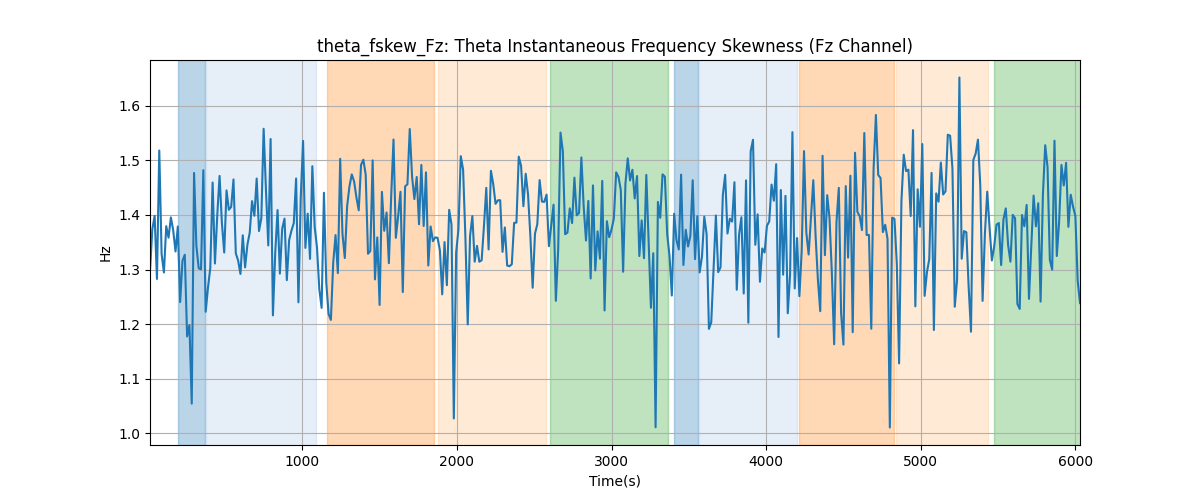 theta_fskew_Fz: Theta Instantaneous Frequency Skewness (Fz Channel)
Hz
1.6
1.5
1.4
1.3
1.2
1.1
1.0
1000 2000 3000 4000 5000 6000
Time(s)